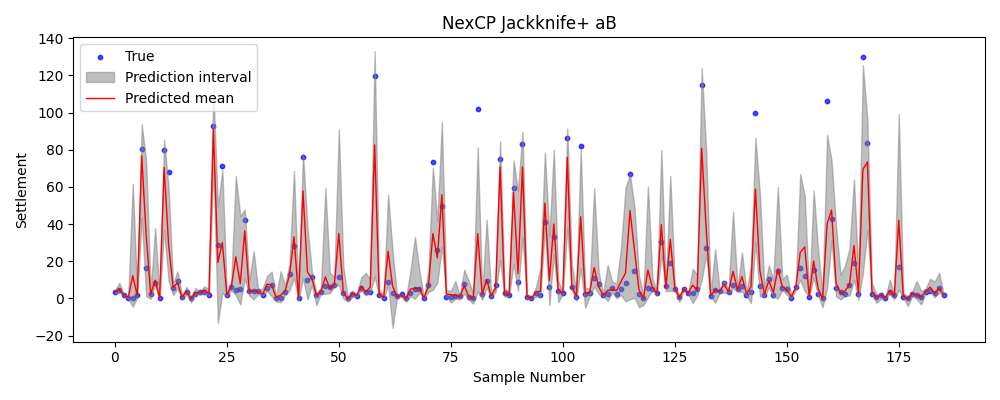 NexCP Jackknife+ aB
True
Prediction interval
Predicted mean
Settlement
140
120
100
80
60
40
20
0
−20
0 25 50 75 100 125 150 175
Sample Number